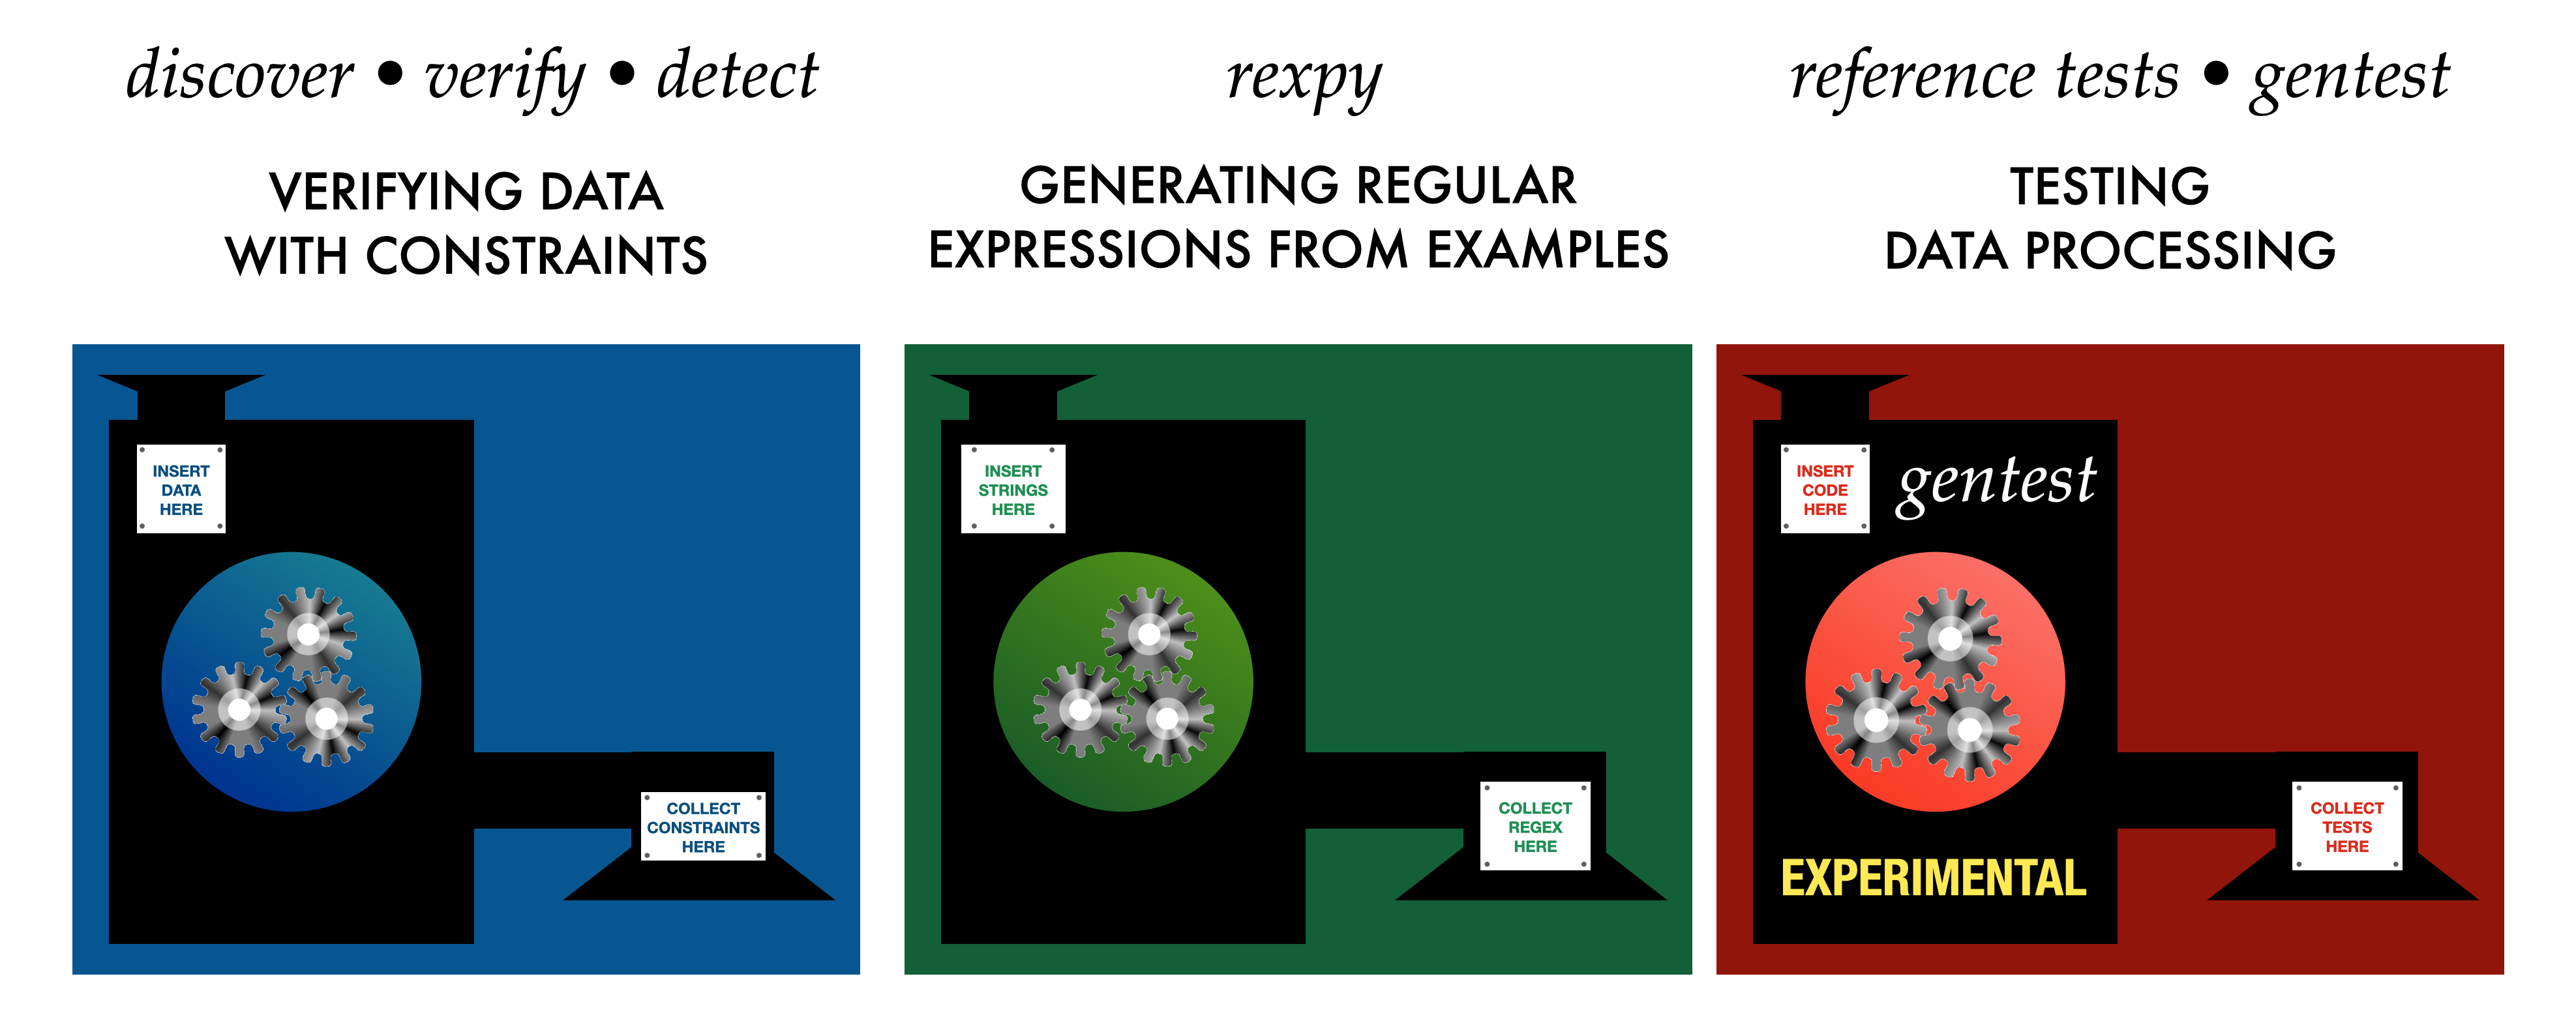 discover • verify • detect
VERIFYING DATA
WITH CONSTRAINTS
INSERT
DATA
HERE
COLLECT
CONSTRAINTS
HERE
rexpy
GENERATING REGULAR
EXPRESSIONS FROM EXAMPLES
INSERT
STRINGS
HERE
COLLECT
REGEX
HERE
reference tests • gentest
TESTING
DATA PROCESSING
INSERT
CODE
HERE
gentest
EXPERIMENTAL
COLLECT
TESTS
HERE